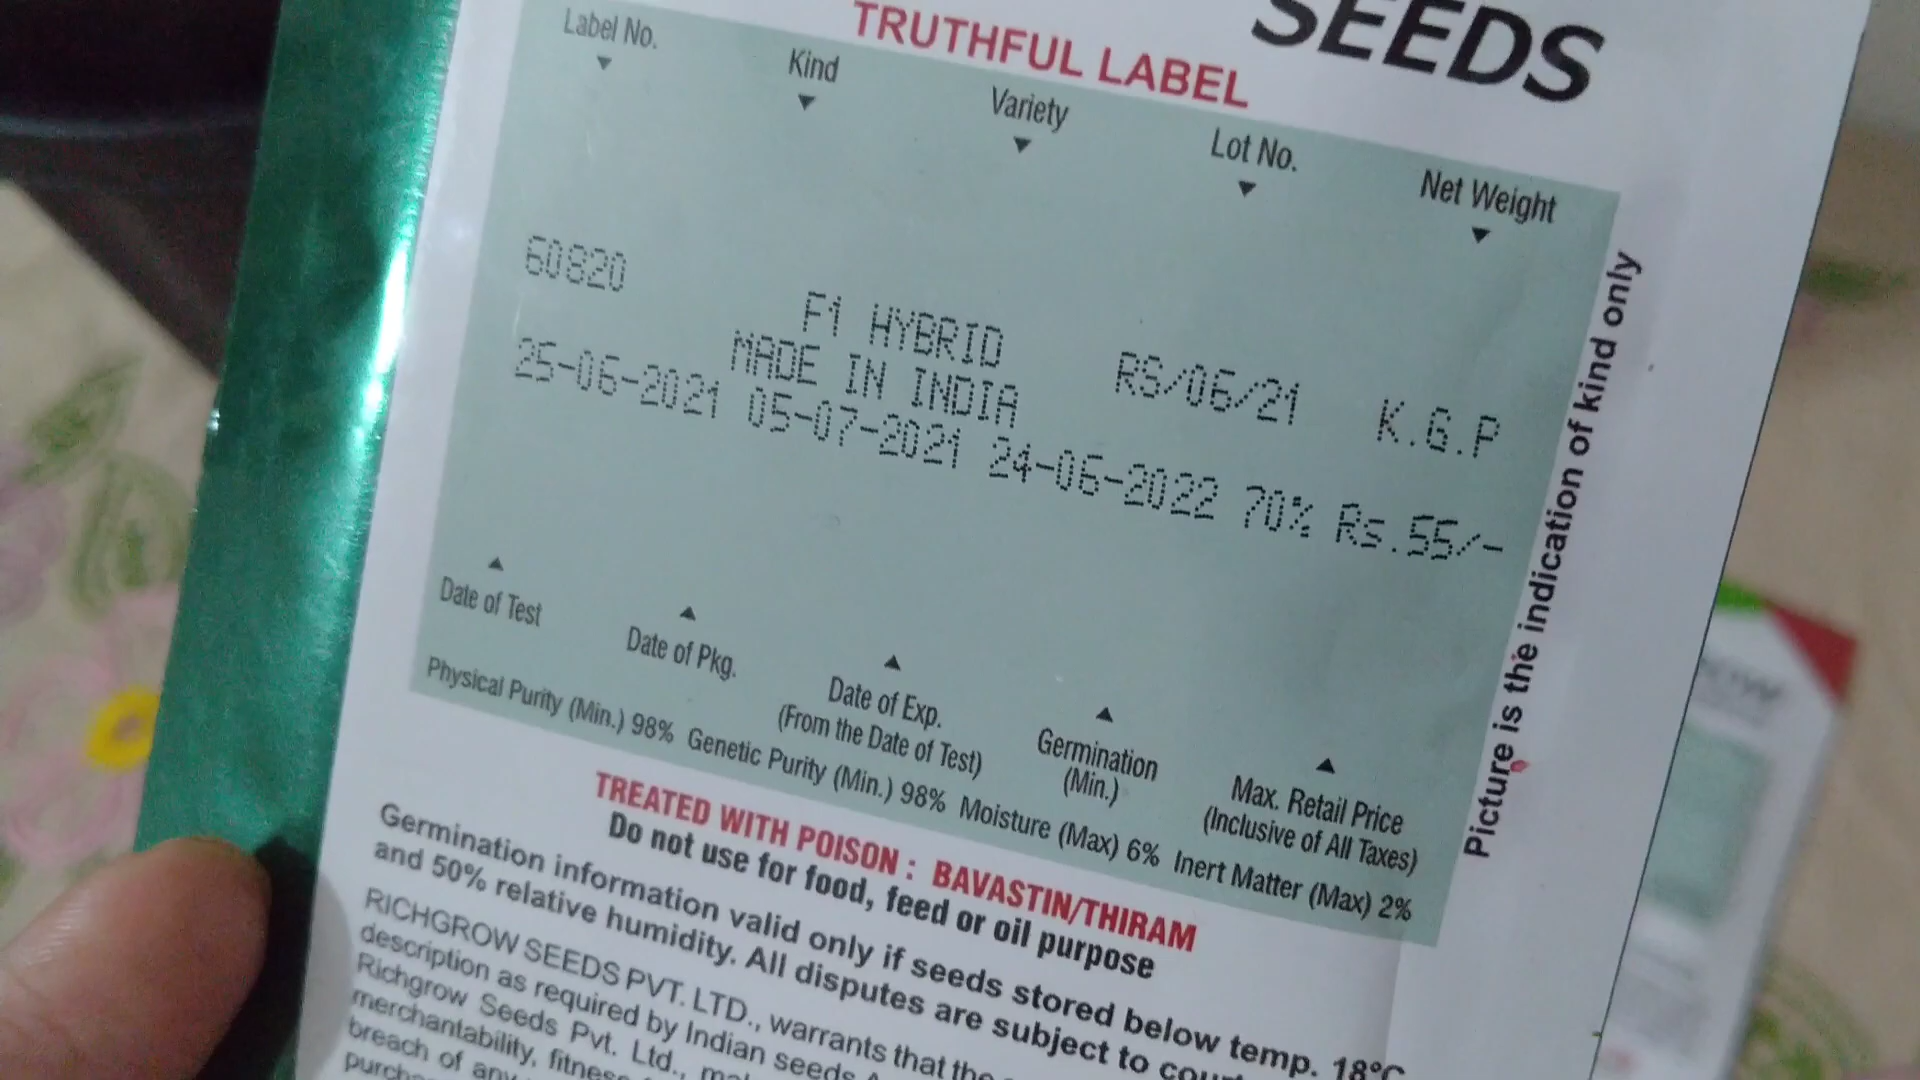 SEEDS
TRUTHFUL LABEL
Label No. Kind Variety Lot No. Net Weight
60820 F1 HYBRID RS/06/21 K.G.P
MADE IN INDIA
25-06-2021 05-07-2021 24-06-2022 70% Rs.55/-
Date of Test Date of Pkg. Date of Exp. Germination Max. Retail Price
(From the Date of Test) (Min.) (Inclusive of All Taxes)
Physical Purity (Min.) 98% Genetic Purity (Min.) 98% Moisture (Max) 6% Inert Matter (Max) 2%
TREATED WITH POISON : BAVASTIN/THIRAM
Do not use for food, feed or oil purpose
Germination information valid only if seeds stored below temp. 18°C
and 50% relative humidity. All disputes are subject to
RICHGROW SEEDS PVT. LTD., warrants that the
description as required by Indian seeds
Richgrow Seeds Pvt. Ltd.,
merchantability, fitness
breach of any
Picture is the indication of kind only